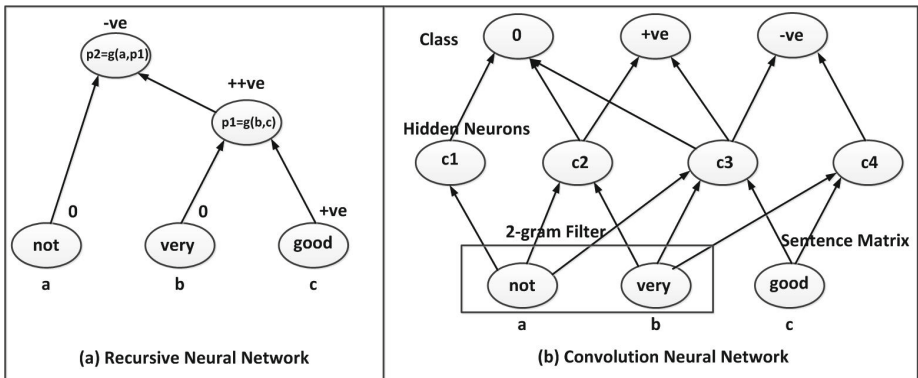 -ve
p2=g(a,p1)
++ve
p1=g(b,c)
0
0
+ve
not
very
good
a
b
c
(a) Recursive Neural Network
Class
0
+ve
-ve
Hidden Neurons
c1
c2
c3
c4
2-gram Filter
Sentence Matrix
not
very
good
a
b
c
(b) Convolution Neural Network